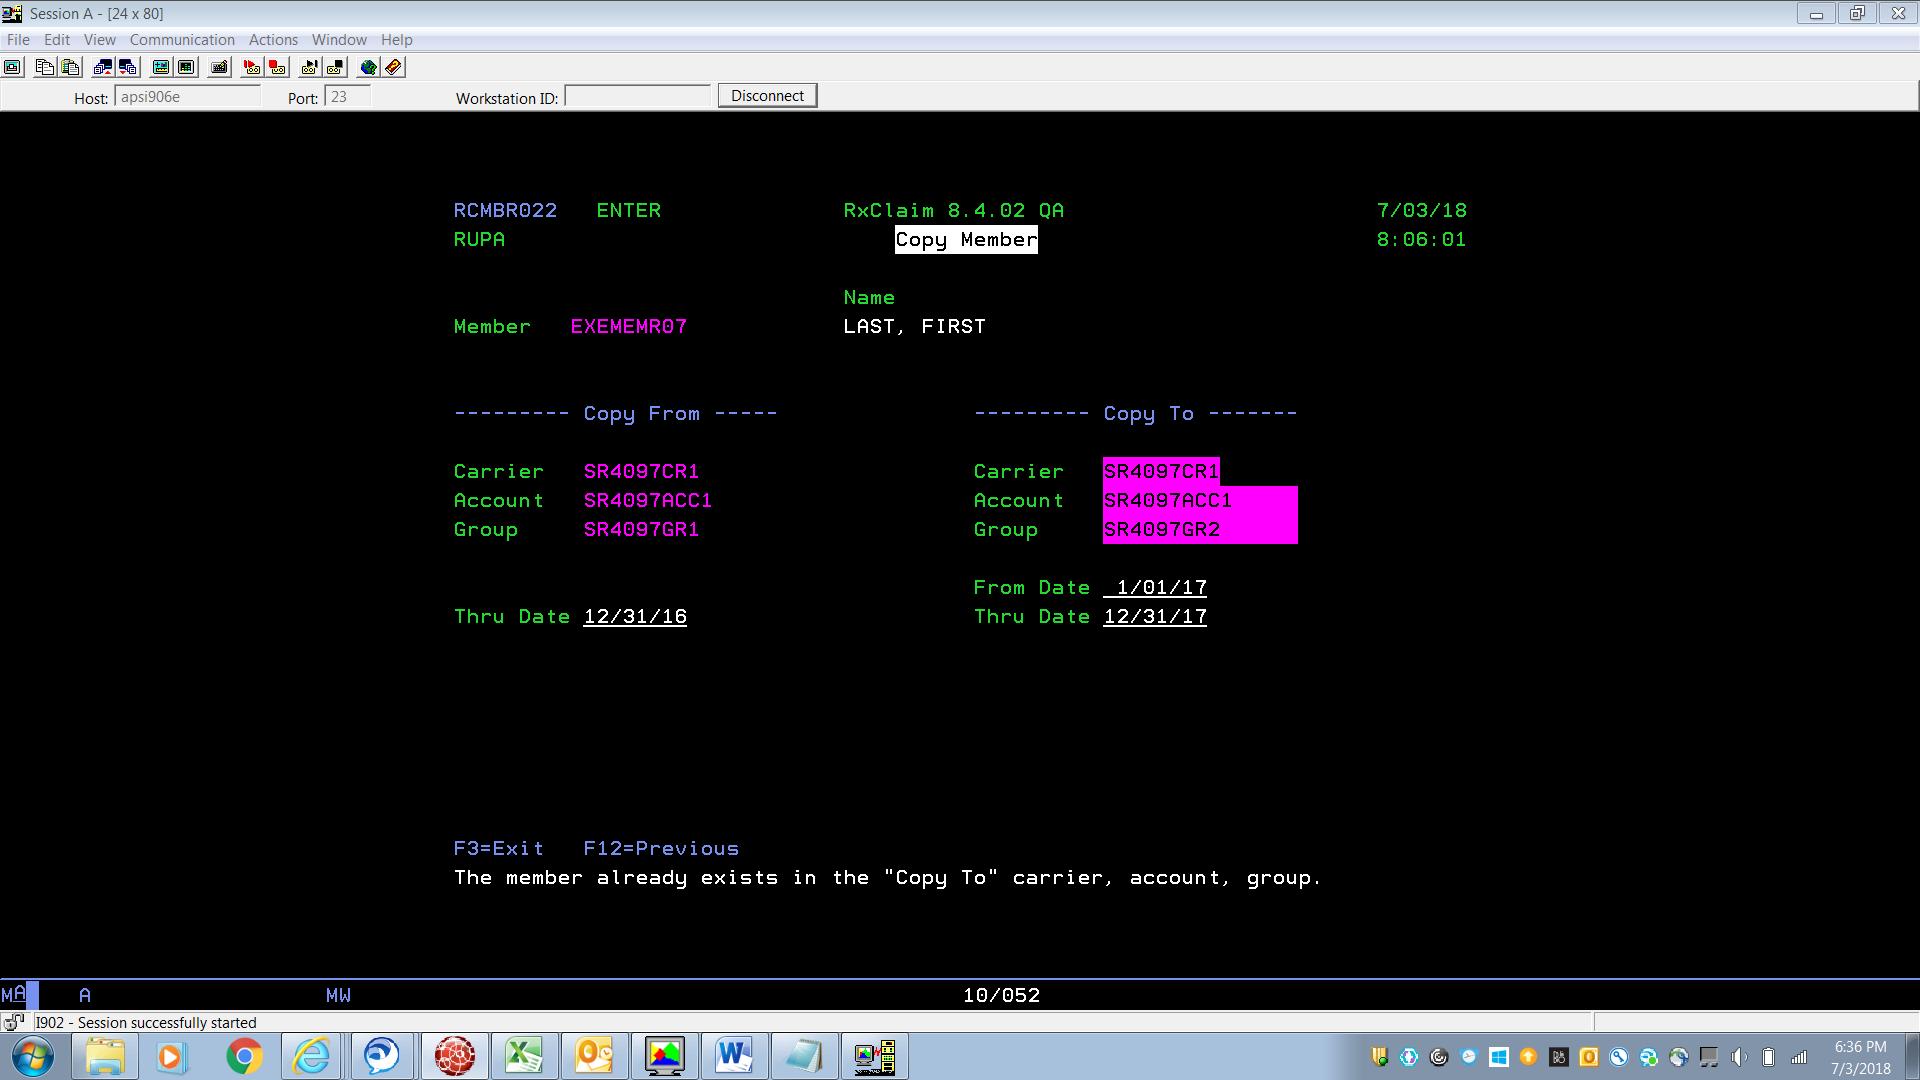 Session A - [24 x 80]
File Edit View Communication Actions Window Help
Host: apsi906e Port: 23 Workstation ID: Disconnect
RCMBR022 ENTER RxClaim 8.4.02 QA 7/03/18
RUPA Copy Member 8:06:01
Name
Member EXEMEMR07 LAST, FIRST
--------- Copy From ----- --------- Copy To -------
Carrier SR4097CR1 Carrier SR4097CR1
Account SR4097ACC1 Account SR4097ACC1
Group SR4097GR1 Group SR4097GR2
From Date 1/01/17
Thru Date 12/31/16 Thru Date 12/31/17
F3=Exit F12=Previous
The member already exists in the "Copy To" carrier, account, group.
MA A MW 10/052
I902 - Session successfully started
6:36 PM
7/3/2018